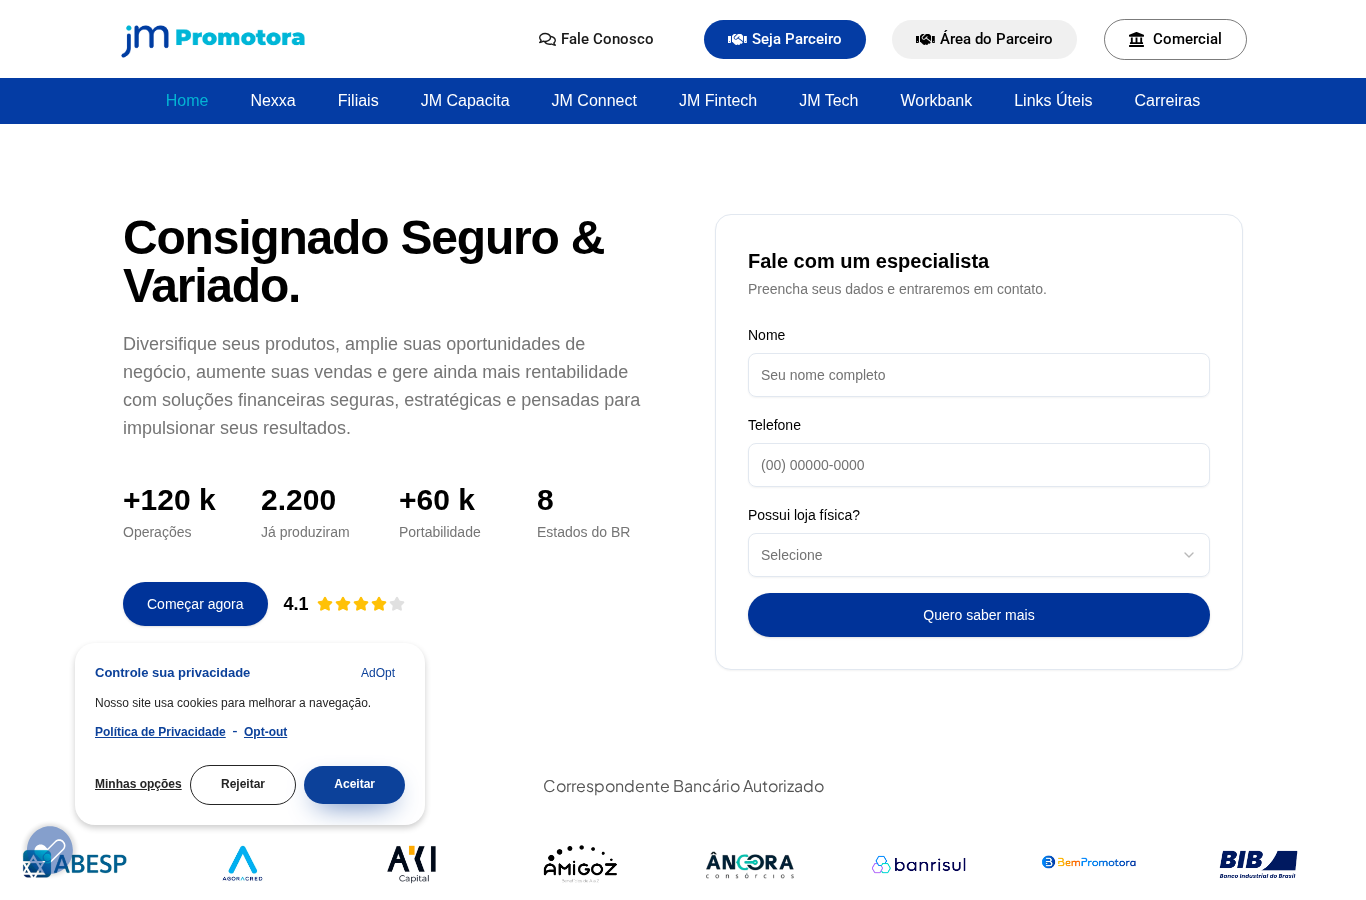 jm Promotora
Fale Conosco
Seja Parceiro
Área do Parceiro
Comercial
Home
Nexxa
Filiais
JM Capacita
JM Connect
JM Fintech
JM Tech
Workbank
Links Úteis
Carreiras
Consignado Seguro &
Variado.
Diversifique seus produtos, amplie suas oportunidades de
negócio, aumente suas vendas e gere ainda mais rentabilidade
com soluções financeiras seguras, estratégicas e pensadas para
impulsionar seus resultados.
+120 k
Operações
2.200
Já produziram
+60 k
Portabilidade
8
Estados do BR
Começar agora
4.1
Fale com um especialista
Preencha seus dados e entraremos em contato.
Nome
Seu nome completo
Telefone
(00) 00000-0000
Possui loja física?
Selecione
Quero saber mais
Controle sua privacidade
AdOpt
Nosso site usa cookies para melhorar a navegação.
Política de Privacidade - Opt-out
Minhas opções
Rejeitar
Aceitar
Correspondente Bancário Autorizado
ABESP
AGORACRED
AKI
Capital
AMIGOZ
ÂNCORA
consórcios
banrisul
BemPromotora
BIB
Banco Industrial do Brasil